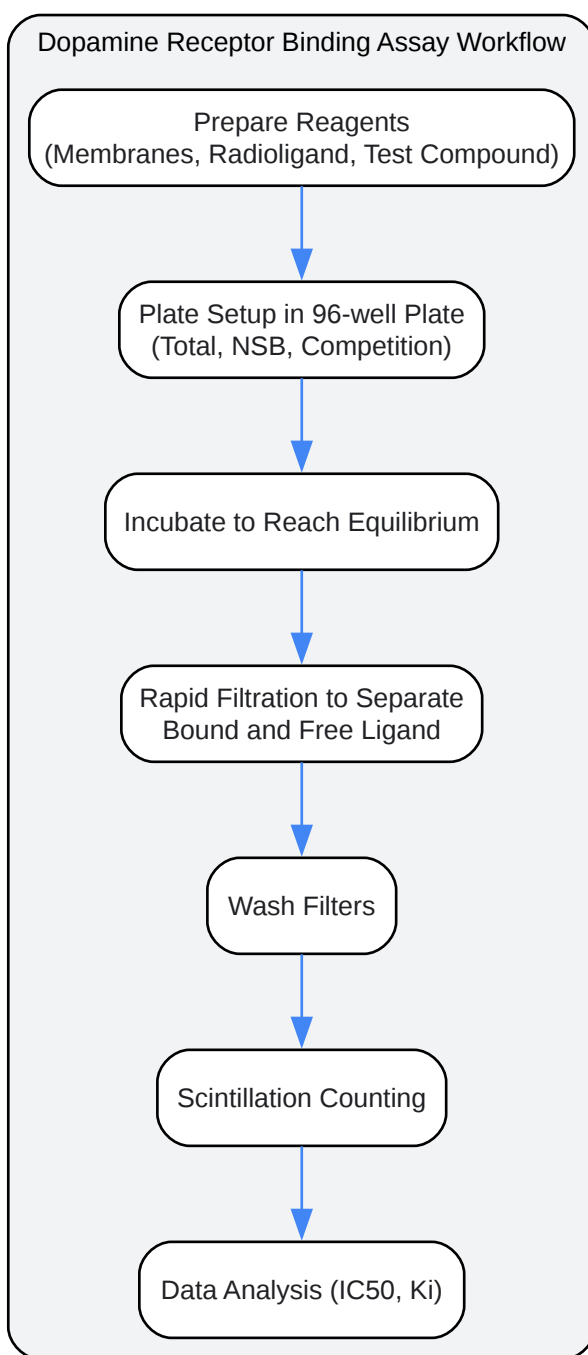 Dopamine Receptor Binding Assay Workflow
Prepare Reagents
(Membranes, Radioligand, Test Compound)
Plate Setup in 96-well Plate
(Total, NSB, Competition)
Incubate to Reach Equilibrium
Rapid Filtration to Separate
Bound and Free Ligand
Wash Filters
Scintillation Counting
Data Analysis (IC50, Ki)